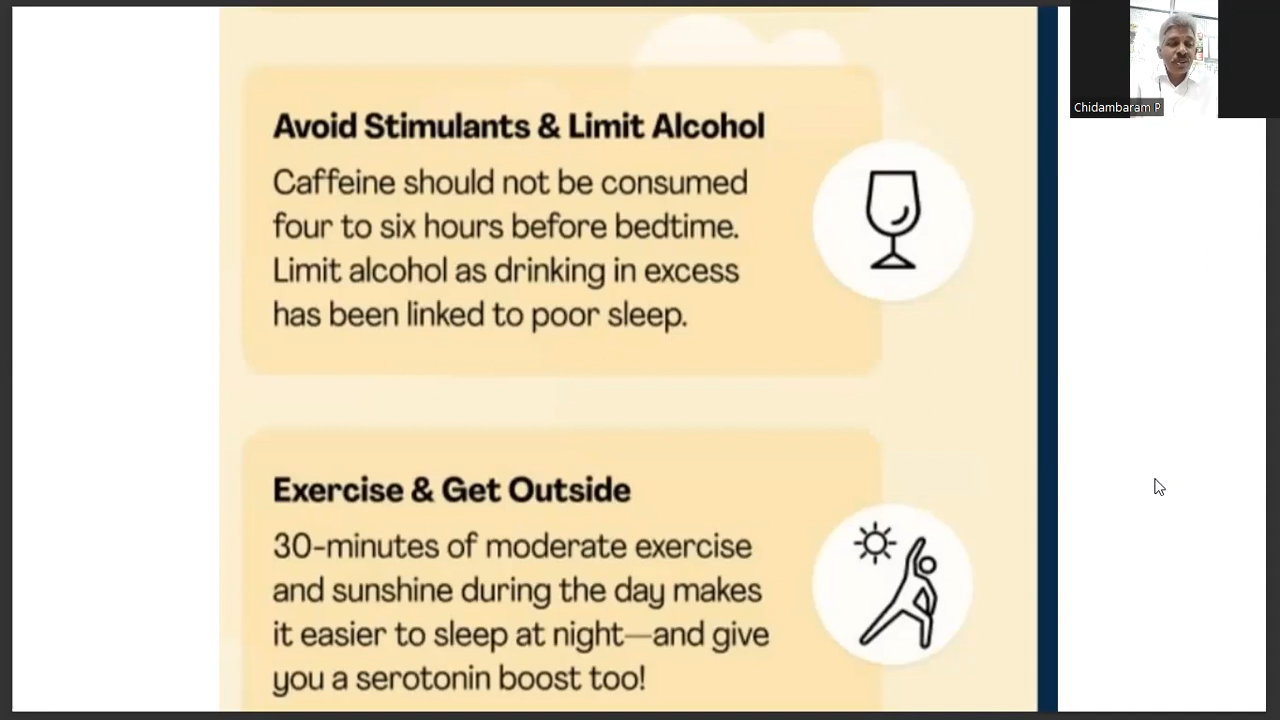 Avoid Stimulants & Limit Alcohol
Caffeine should not be consumed
four to six hours before bedtime.
Limit alcohol as drinking in excess
has been linked to poor sleep.
Exercise & Get Outside
30-minutes of moderate exercise
and sunshine during the day makes
it easier to sleep at night—and give
you a serotonin boost too!
Chidambaram P